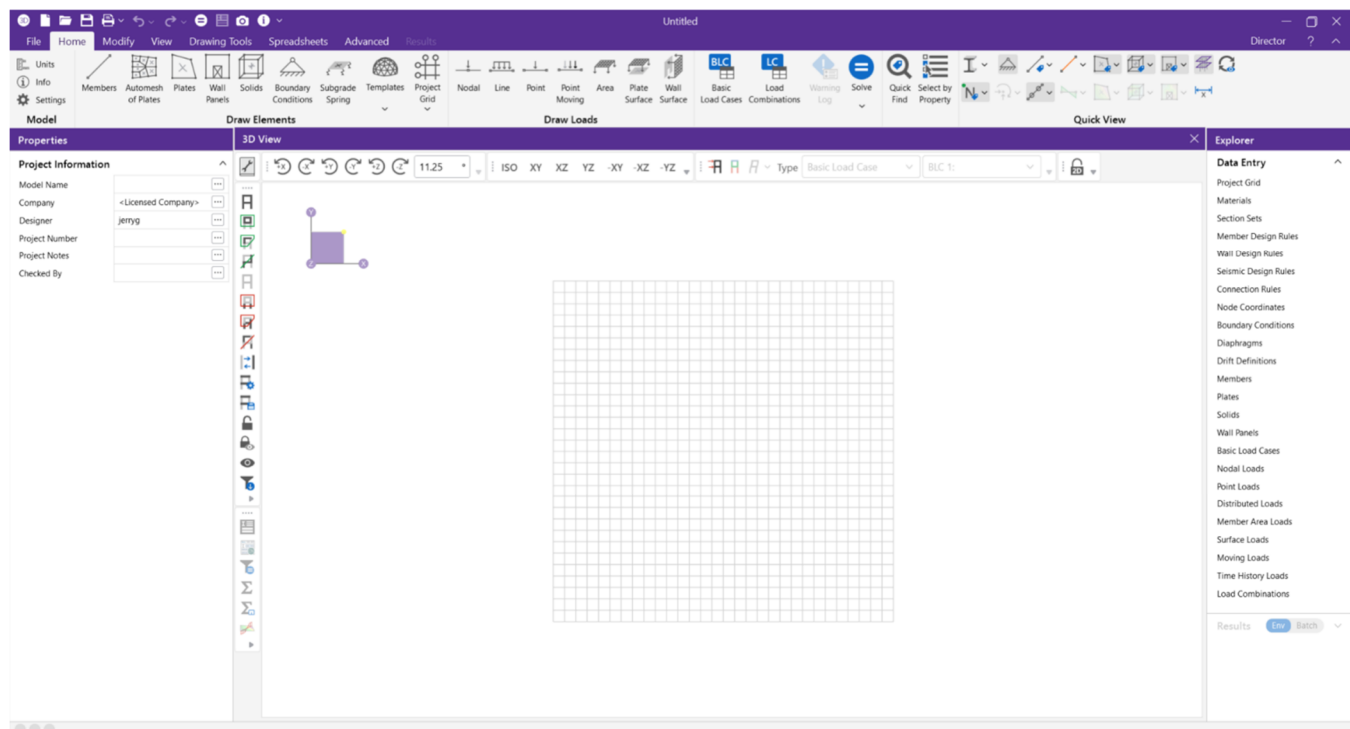 Untitled
File Home Modify View Drawing Tools Spreadsheets Advanced Results Director ?
Units
Info
Settings
Model
Members Automesh of Plates Plates Wall Panels Solids Boundary Conditions Subgrade Spring Templates Project Grid
Draw Elements
Nodal Line Point Point Moving Area Plate Surface Wall Surface
Draw Loads
BLC LC
Basic Load Cases Load Combinations Warning Log Solve Quick Find Select by Property
Quick View
Properties
3D View
Explorer
Project Information
Model Name
Company <Licensed Company>
Designer jerryg
Project Number
Project Notes
Checked By
11.25 ° ISO XY XZ YZ -XY -XZ -YZ Type Basic Load Case BLC 1: 2D
Y
Z X
Data Entry
Project Grid
Materials
Section Sets
Member Design Rules
Wall Design Rules
Seismic Design Rules
Connection Rules
Node Coordinates
Boundary Conditions
Diaphragms
Drift Definitions
Members
Plates
Solids
Wall Panels
Basic Load Cases
Nodal Loads
Point Loads
Distributed Loads
Member Area Loads
Surface Loads
Moving Loads
Time History Loads
Load Combinations
Results Env Batch